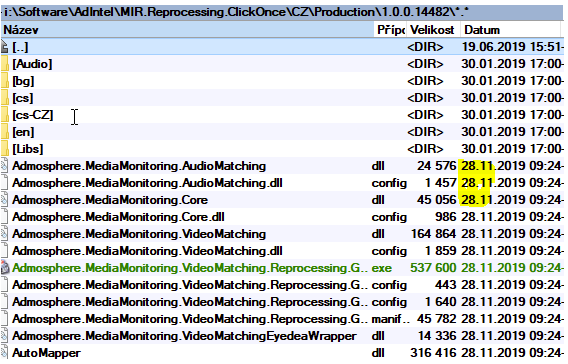 i:\Software\AdIntel\MIR.Reprocessing.ClickOnce\CZ\Production\1.0.0.14482\*.*
Název Přípo Velikost Datum
[..] <DIR> 19.06.2019 15:51-
[Audio] <DIR> 30.01.2019 17:00-
[bg] <DIR> 30.01.2019 17:00-
[cs] <DIR> 30.01.2019 17:00-
[cs-CZ] <DIR> 30.01.2019 17:00-
[en] <DIR> 30.01.2019 17:00-
[Libs] <DIR> 30.01.2019 17:00-
Admosphere.MediaMonitoring.AudioMatching dll 24 576 28.11.2019 09:24-
Admosphere.MediaMonitoring.AudioMatching.dll config 1 457 28.11.2019 09:24-
Admosphere.MediaMonitoring.Core dll 45 056 28.11.2019 09:24-
Admosphere.MediaMonitoring.Core.dll config 986 28.11.2019 09:24-
Admosphere.MediaMonitoring.VideoMatching dll 164 864 28.11.2019 09:24-
Admosphere.MediaMonitoring.VideoMatching.dll config 1 859 28.11.2019 09:24-
Admosphere.MediaMonitoring.VideoMatching.Reprocessing.G.. exe 537 600 28.11.2019 09:24-
Admosphere.MediaMonitoring.VideoMatching.Reprocessing.G.. config 443 28.11.2019 09:24-
Admosphere.MediaMonitoring.VideoMatching.Reprocessing.G.. config 1 640 28.11.2019 09:24-
Admosphere.MediaMonitoring.VideoMatching.Reprocessing.G.. manif.. 45 782 28.11.2019 09:24-
Admosphere.MediaMonitoring.VideoMatchingEyedeaWrapper dll 14 336 28.11.2019 09:24-
AutoMapper dll 316 416 28.11.2019 09:24-